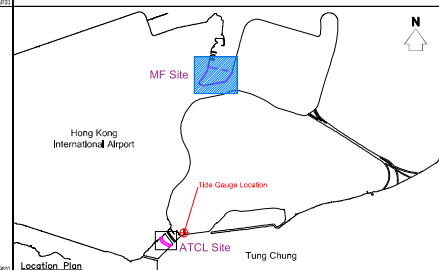 N
MF Site
Hong Kong
International Airport
Tide Gauge Location
ATCL Site
Tung Chung
Location Plan